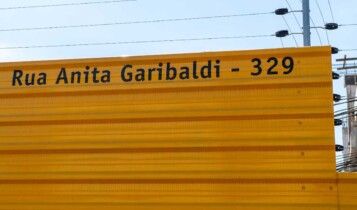 Rua Anita Garibaldi - 329